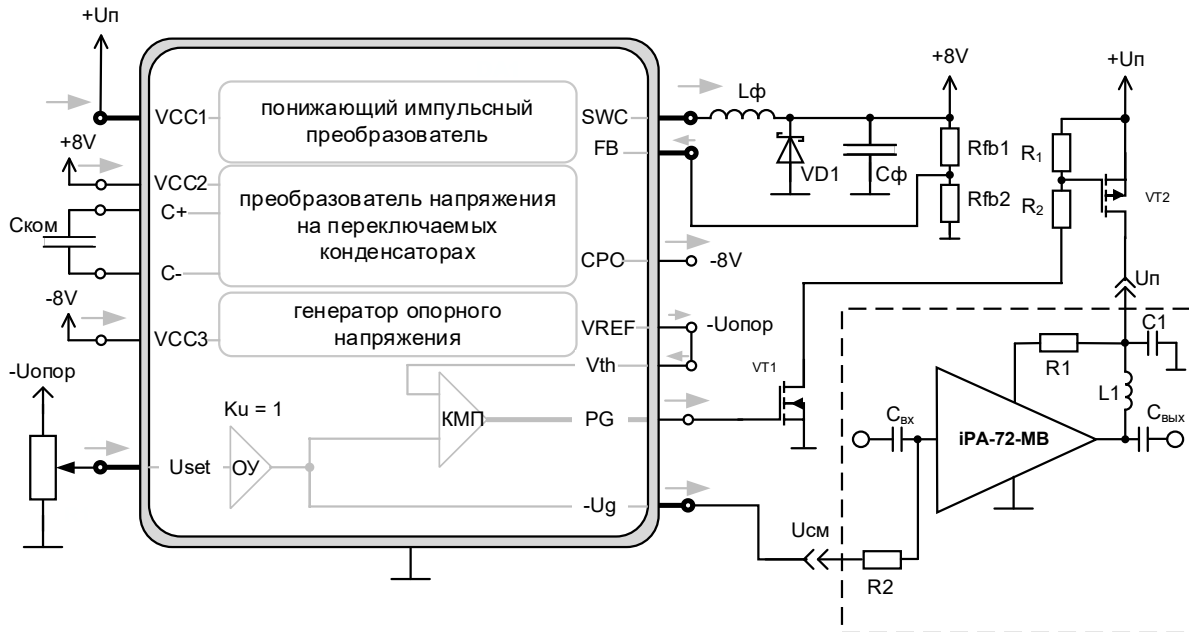 +Uп
VCC1
понижающий импульсный
преобразователь
SWC
FB
Lф
VD1
Cф
+8V
Rfb1
Rfb2
+Uп
R₁
R₂
VT2
+8V
VCC2
C+
Cком
C-
преобразователь напряжения
на переключаемых
конденсаторах
CPO
-8V
-8V
VCC3
генератор опорного
напряжения
VREF
Vth
-Uопор
Uп
-Uопор
Ku = 1
КМП
PG
VT1
R1
C1
L1
Cвх
iPA-72-MB
Cвых
Uset
ОУ
-Ug
Uсм
R2